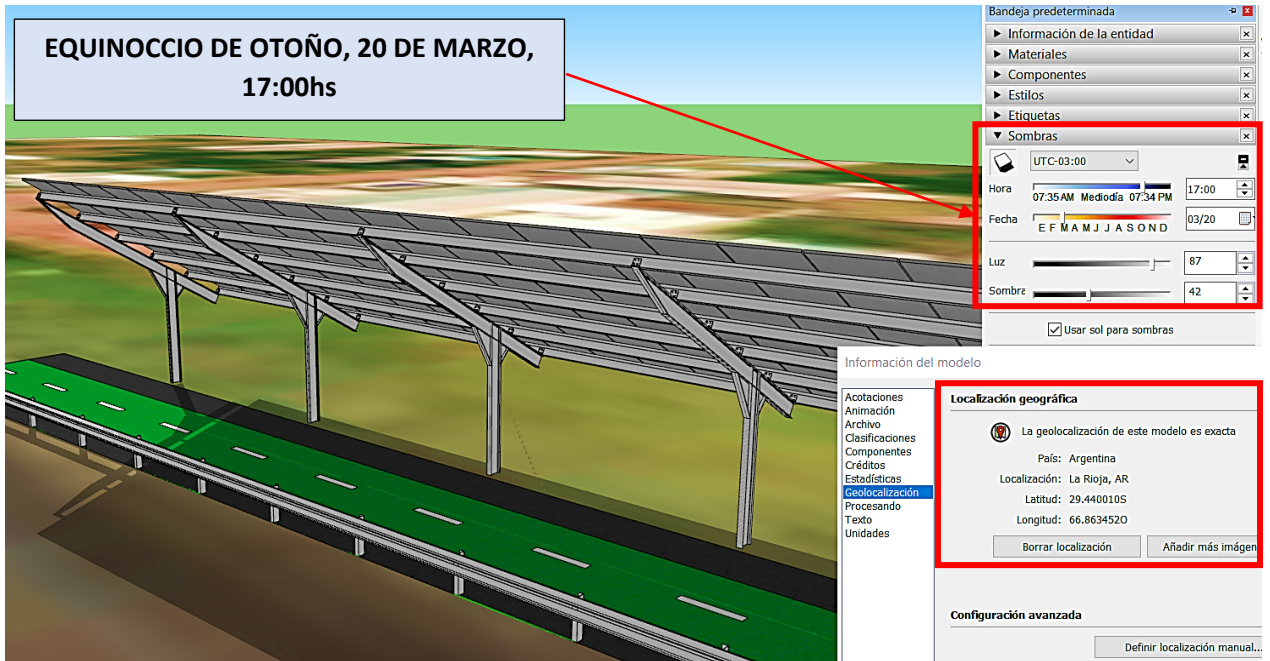 EQUINOCCIO DE OTOÑO, 20 DE MARZO,
17:00hs
Bandeja predeterminada
Información de la entidad
Materiales
Componentes
Estilos
Etiquetas
Sombras
UTC-03:00
Hora
07:35 AM Mediodía 07:34 PM
17:00
Fecha
E F M A M J J A S O N D
03/20
Luz
87
Sombra
42
Usar sol para sombras
Información del modelo
Acotaciones
Animación
Archivo
Clasificaciones
Componentes
Créditos
Estadísticas
Geolocalización
Procesando
Texto
Unidades
Localización geográfica
La geolocalización de este modelo es exacta
País: Argentina
Localización: La Rioja, AR
Latitud: 29.440010S
Longitud: 66.863452O
Borrar localización
Añadir más imágen
Configuración avanzada
Definir localización manual...